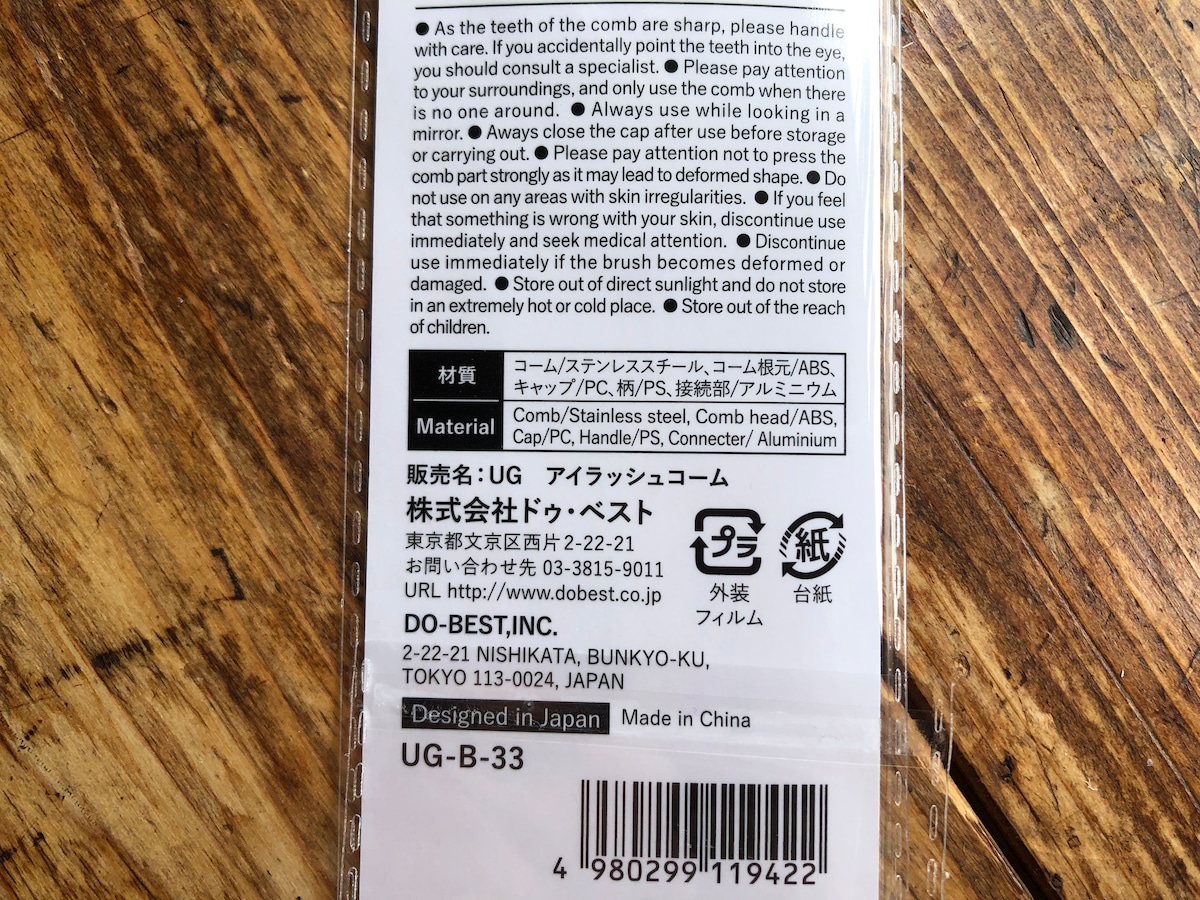 ● As the teeth of the comb are sharp, please handle
with care. If you accidentally point the teeth into the eye,
you should consult a specialist. ● Please pay attention
to your surroundings, and only use the comb when there
is no one around. ● Always use while looking in a
mirror. ● Aways close the cap after use before storage
or carrying out. ● Please pay attention not to press the
comb part strongly as it may lead to deformed shape. ● Do
not use on any areas with skin irregularities. ● If you feel
that something is wrong with your skin, discontinue use
immediately and seek medical attention. ● Discontinue
use immediately if the brush becomes deformed or
damaged. ● Store out of direct sunlight and do not store
in an extremely hot or cold place. ● Store out of the reach
of children.
材質
コーム/ステンレススチール、コーム根元/ABS、
キャップ/PC、柄/PS、接続部/アルミニウム
Material
Comb/Stainless steel, Comb head/ABS,
Cap/PC, Handle/PS, Connecter/ Aluminium
販売名:UG アイラッシュコーム
株式会社ドゥ・ベスト
東京都文京区西片2-22-21
お問い合わせ先 03-3815-9011
URL http://www.dobest.co.jp
プラ
外装
フィルム
紙
台紙
DO-BEST,INC.
2-22-21 NISHIKATA, BUNKYO-KU,
TOKYO 113-0024, JAPAN
Designed in Japan Made in China
UG-B-33
4 980299 119422